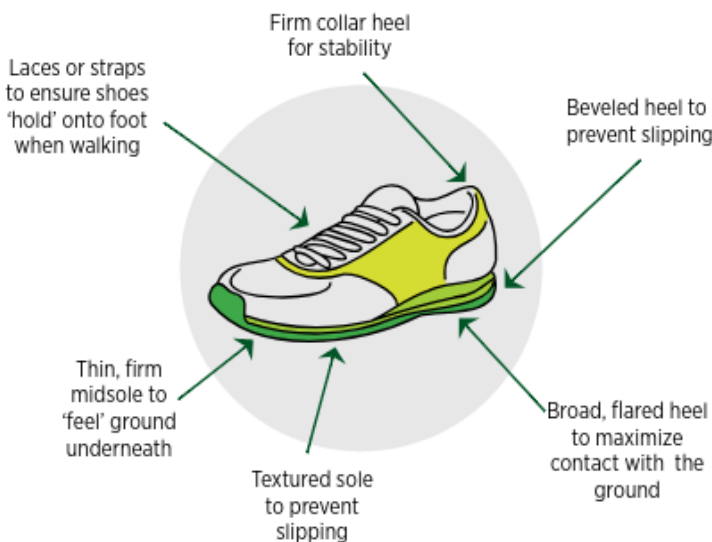 Firm collar heel
for stability
Laces or straps
to ensure shoes
‘hold’ onto foot
when walking
Beveled heel to
prevent slipping
Thin, firm
midsole to
‘feel’ ground
underneath
Textured sole
to prevent
slipping
Broad, flared heel
to maximize
contact with the
ground